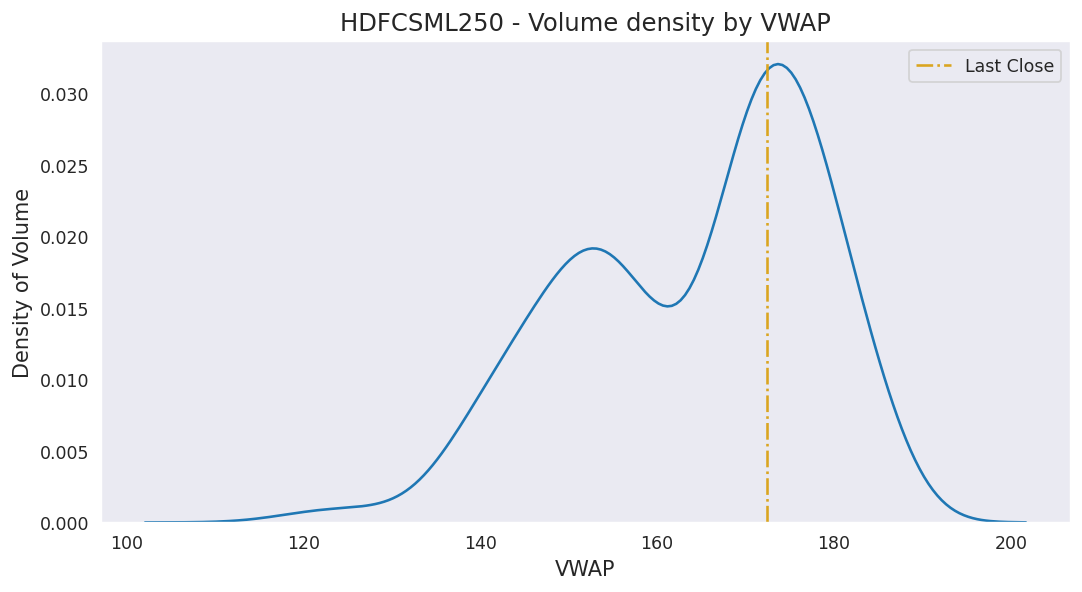 HDFCSML250 - Volume density by VWAP
Last Close
Density of Volume
0.030
0.025
0.020
0.015
0.010
0.005
0.000
100 120 140 160 180 200
VWAP